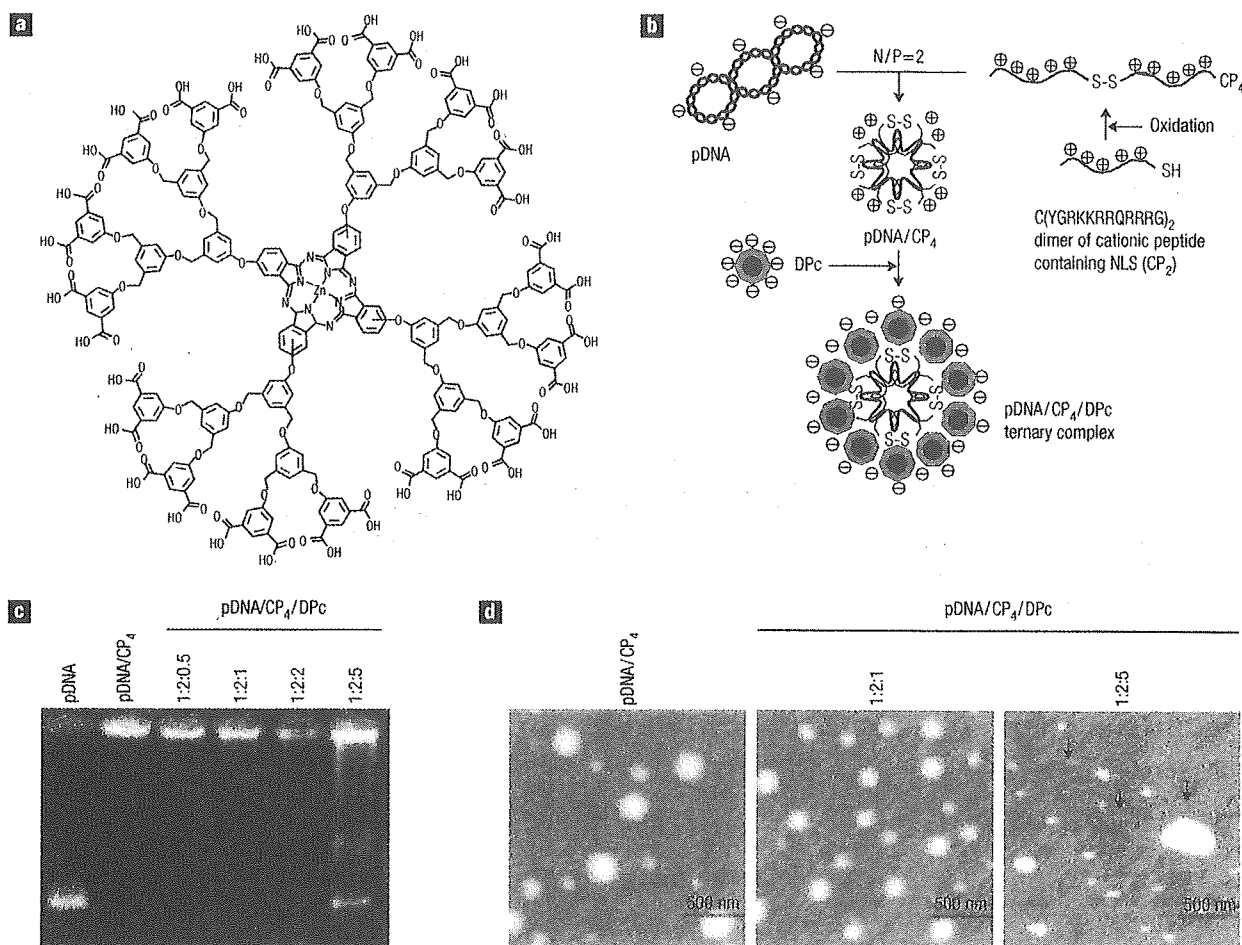 a
b
pDNA
N/P=2
S-S
CP4
Oxidation
SH
pDNA/CP4
C(YGRKKRRQRRRG)2
dimer of cationic peptide
containing NLS (CP2)
DPc
pDNA/CP4/DPc
ternary complex
Zn
c
pDNA/CP4/DPc
pDNA
pDNA/CP4
1:2:0.5
1:2:1
1:2:2
1:2:5
d
pDNA/CP4/DPc
pDNA/CP4
1:2:1
1:2:5
500 nm
500 nm
500 nm